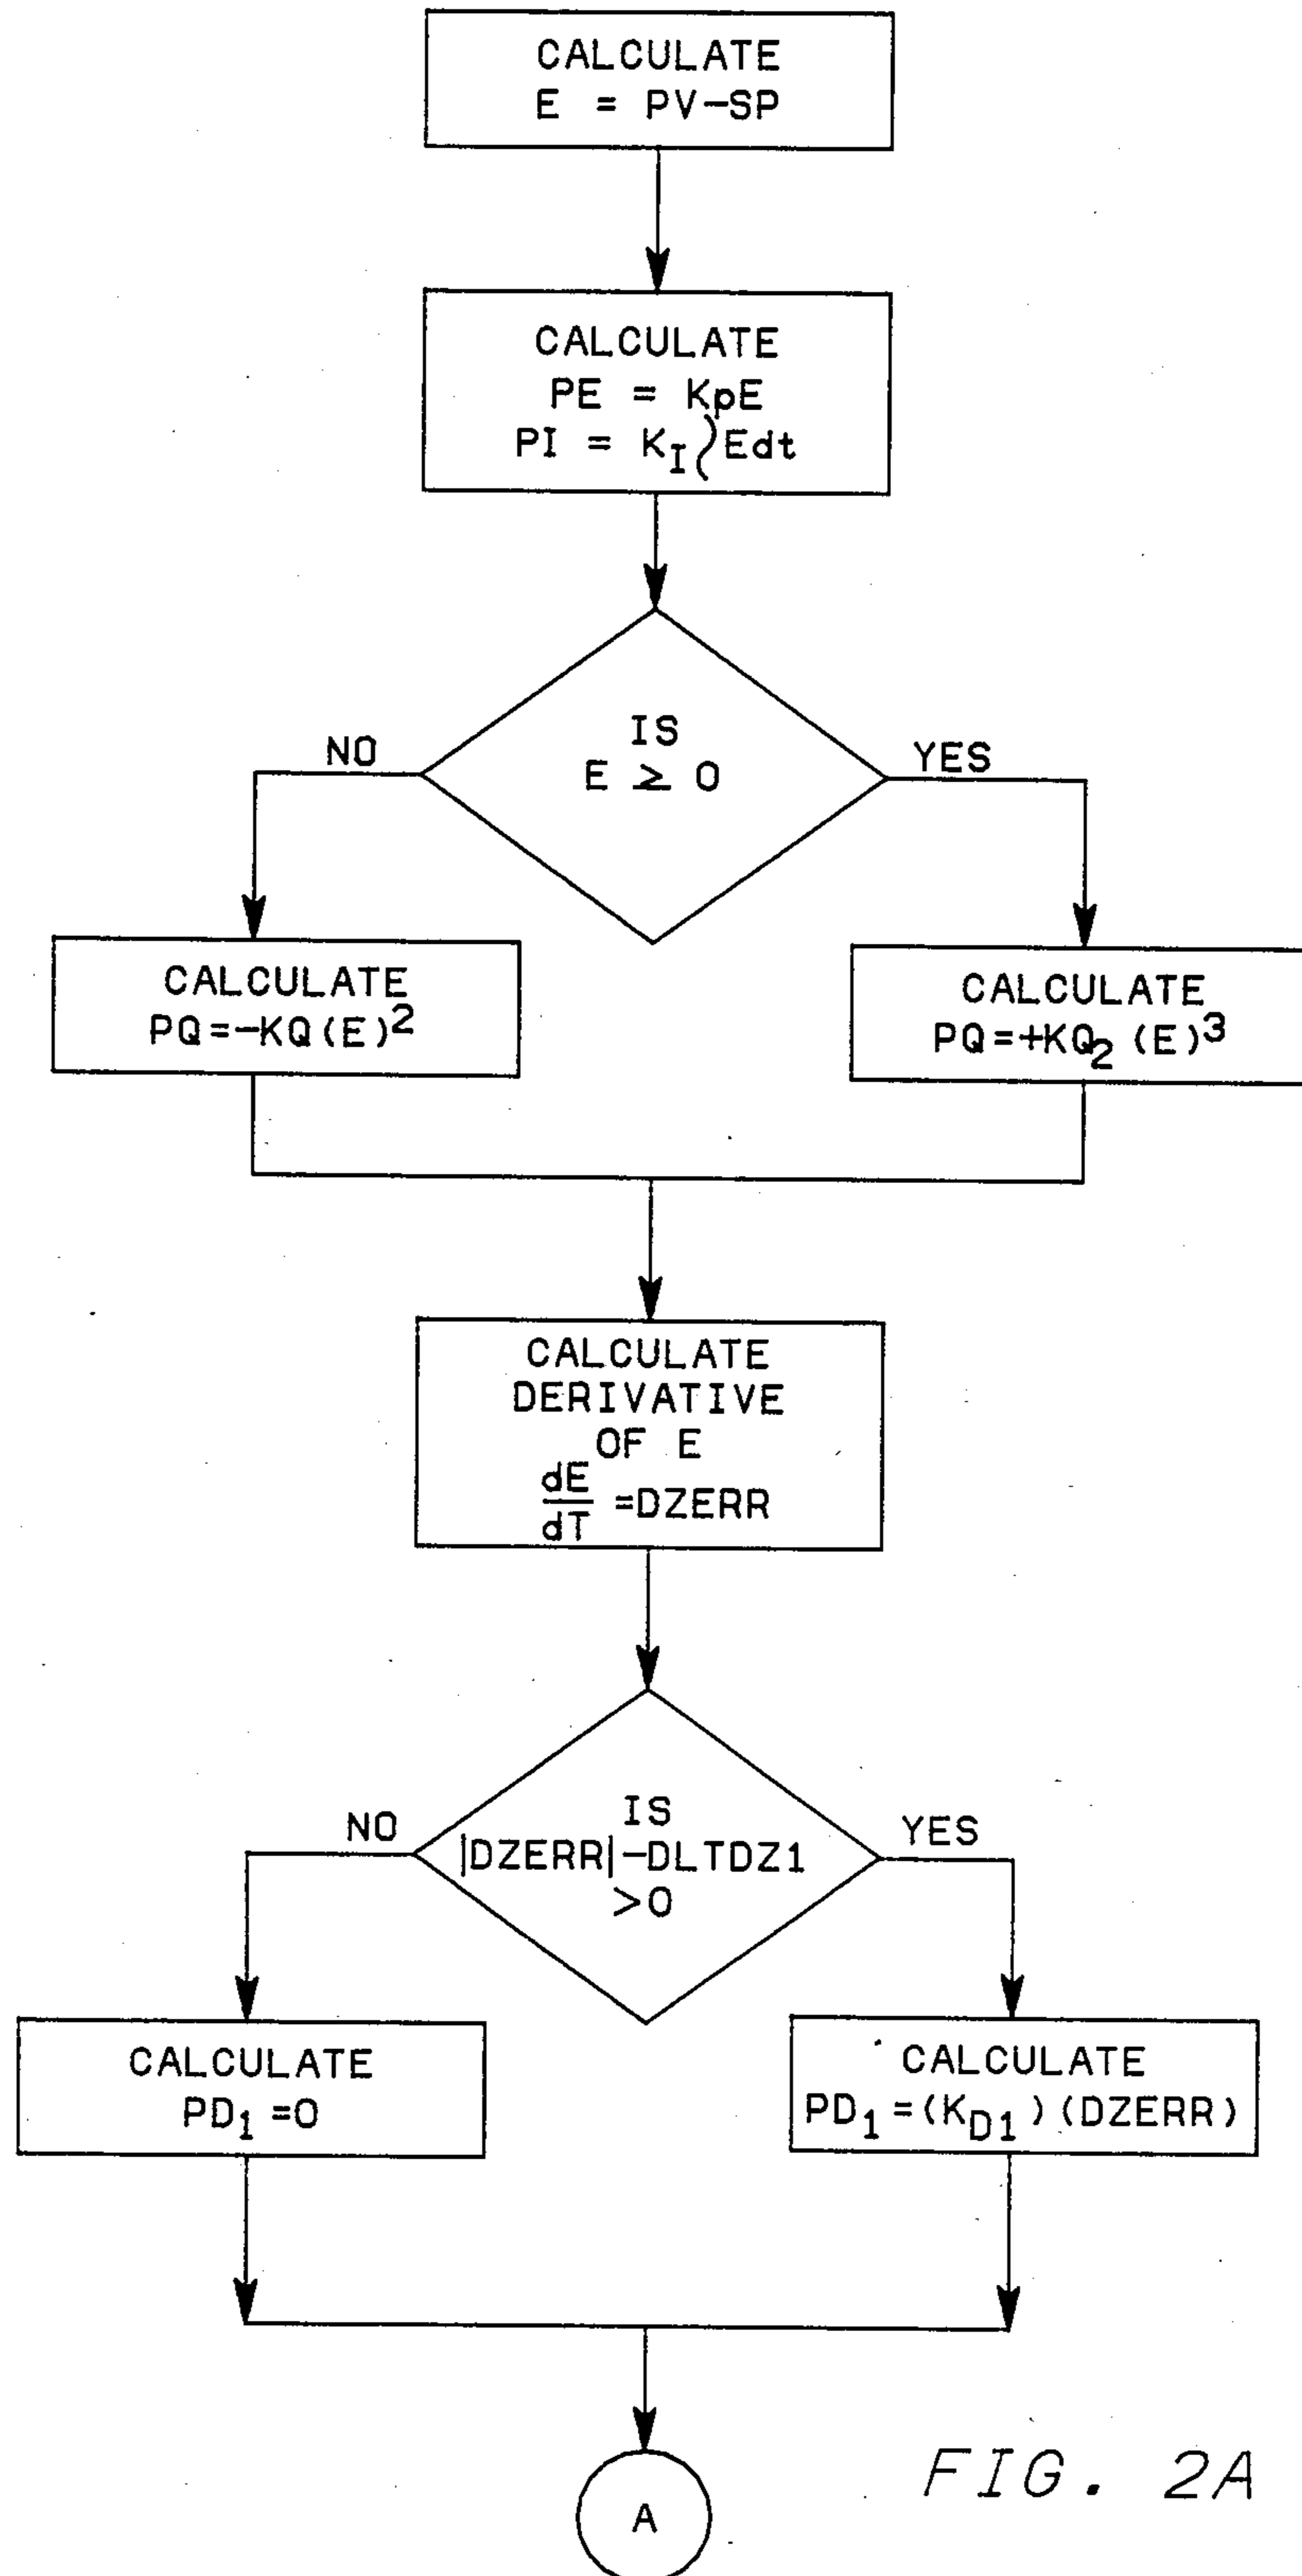 CALCULATE
E = PV-SP
CALCULATE
PE = KpE
PI = K_I∫Edt
IS
E ≥ 0
NO
YES
CALCULATE
PQ=-KQ(E)²
CALCULATE
PQ=+KQ₂ (E)³
CALCULATE
DERIVATIVE
OF E
dE
dT =DZERR
IS
|DZERR|-DLTDZ1
>0
NO
YES
CALCULATE
PD₁=0
CALCULATE
PD₁=(K_D1)(DZERR)
A
FIG. 2A